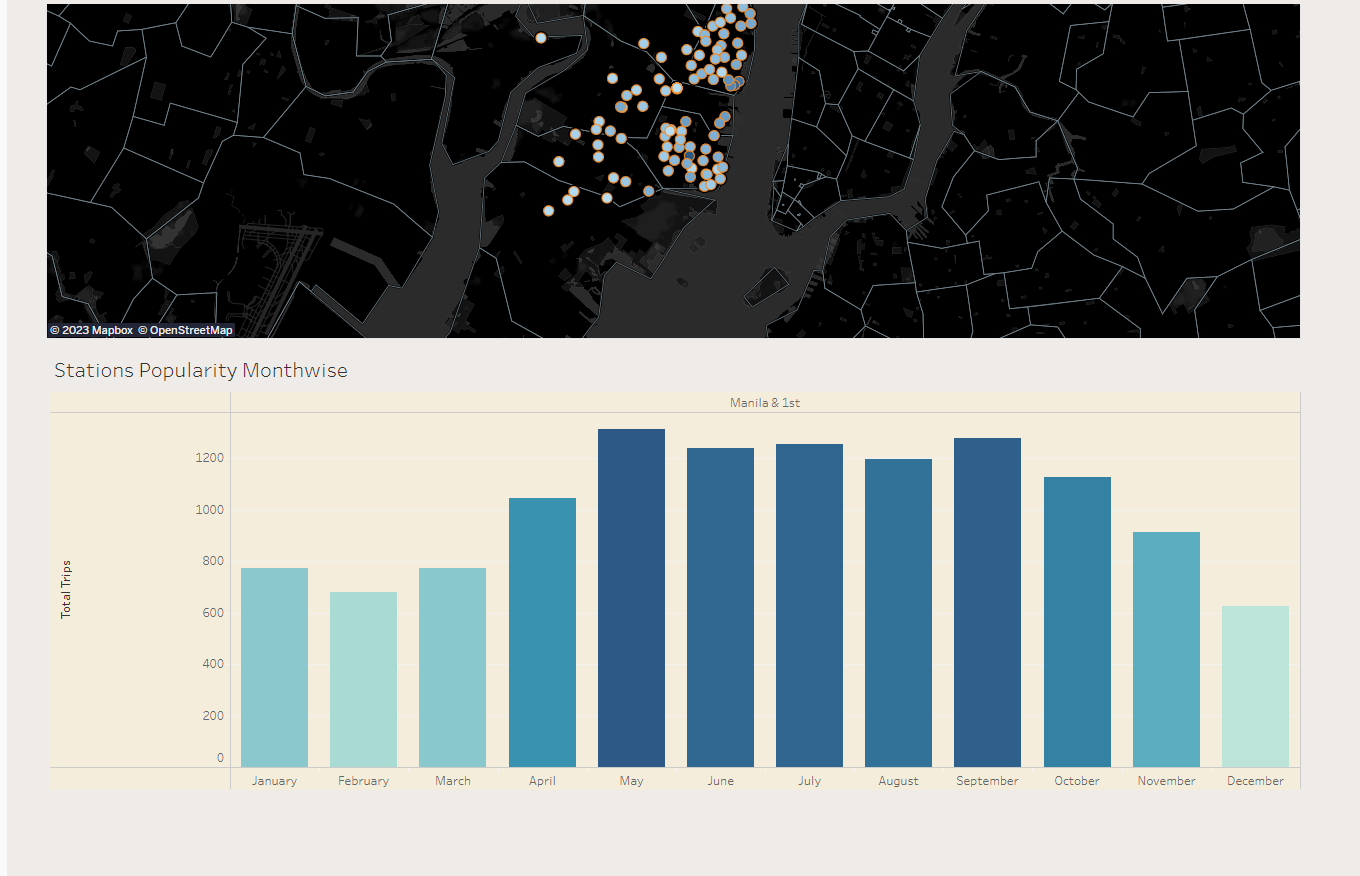 © 2023 Mapbox © OpenStreetMap
Stations Popularity Monthwise
Manila & 1st
1200
1000
800
600
400
200
0
Total Trips
January February March April May June July August September October November December